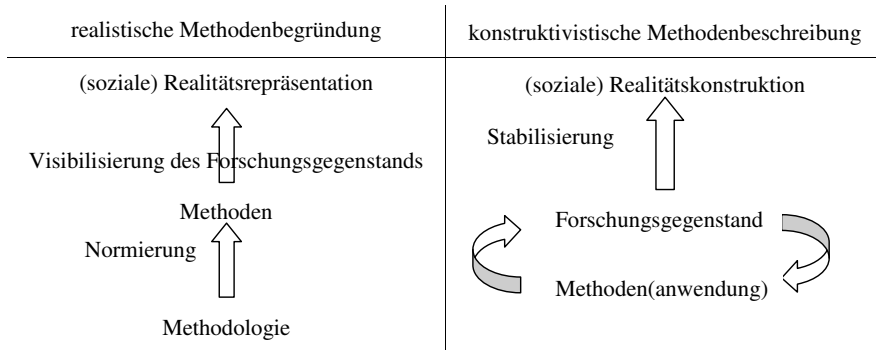 realistische Methodenbegründung
(soziale) Realitätsrepräsentation
Visibilisierung des Forschungsgegenstands
Methoden
Normierung
Methodologie
konstruktivistische Methodenbeschreibung
(soziale) Realitätskonstruktion
Stabilisierung
Forschungsgegenstand
Methoden(anwendung)